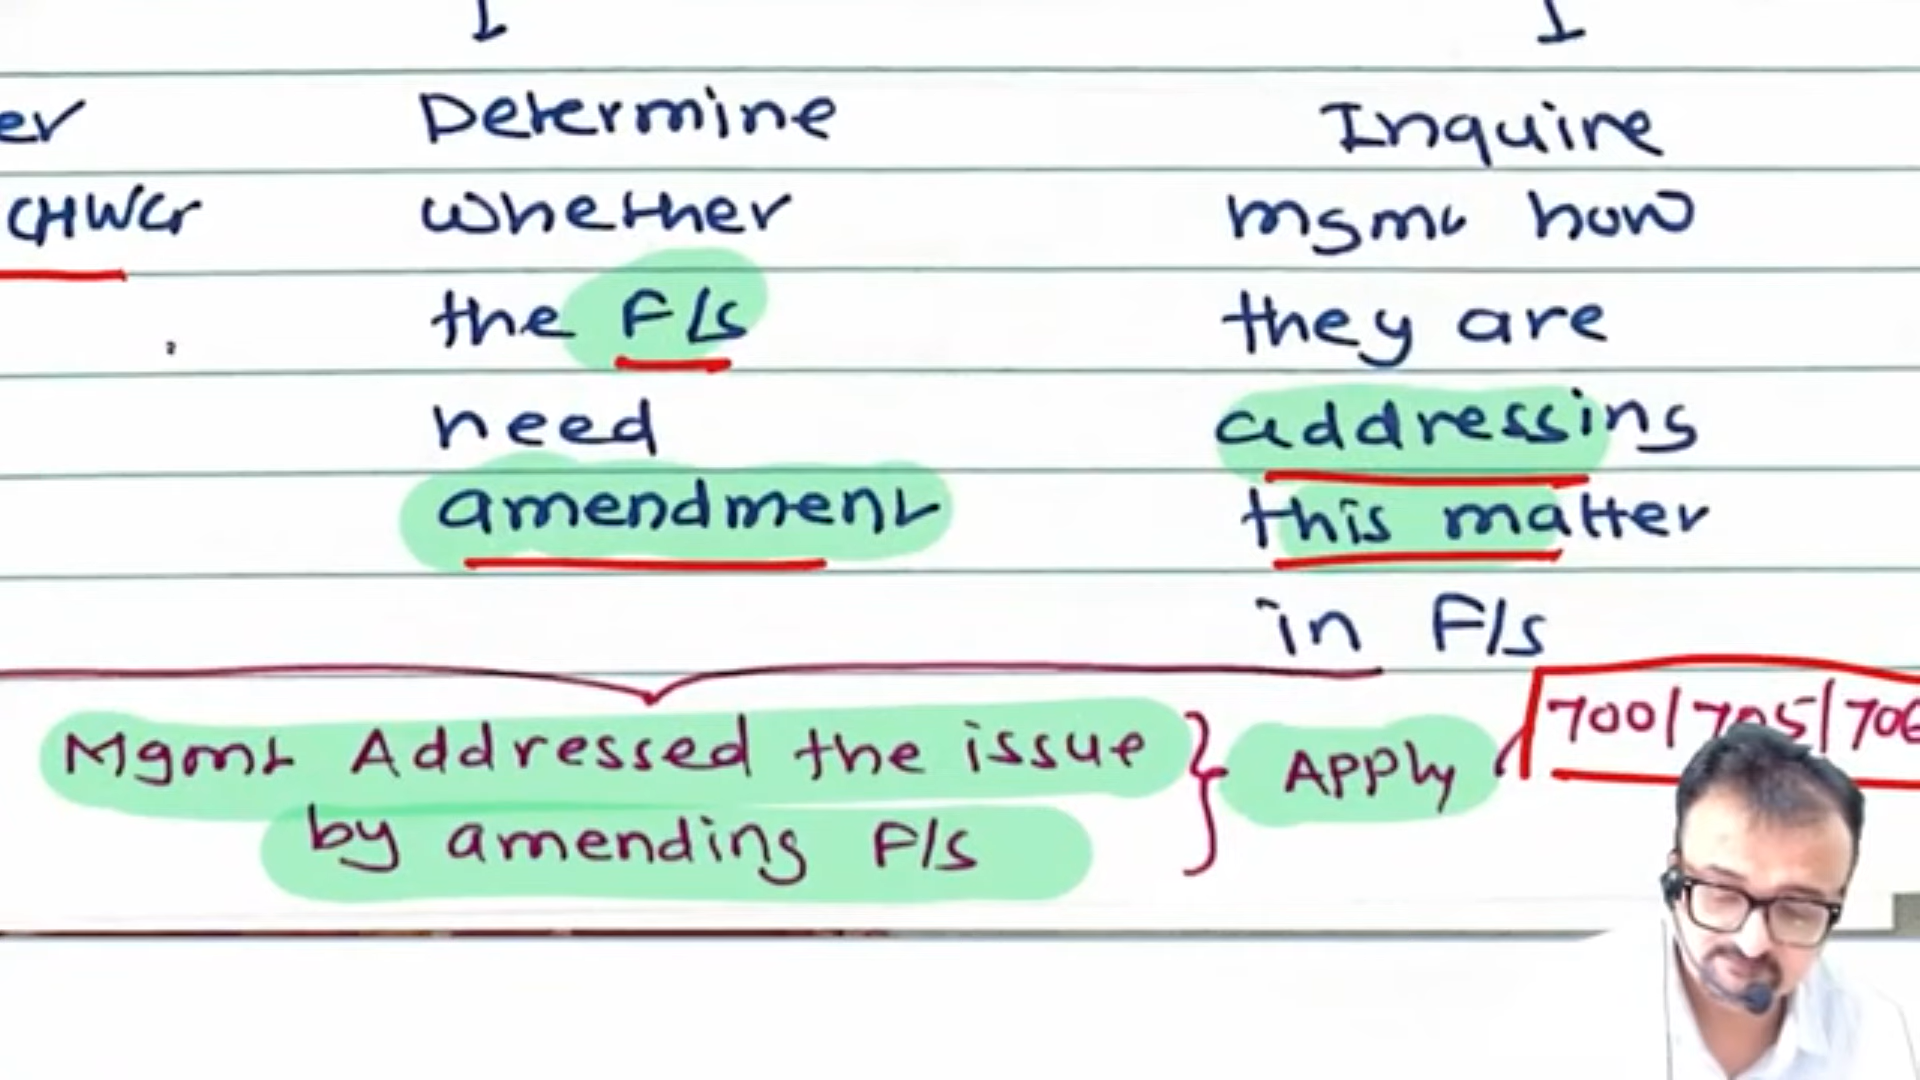 er
CHWG
Determine
whether
the F/s
need
amendment
Inquire
mgmt how
they are
addressing
this matter
in F/s
Mgmt Addressed the issue
by amending F/s
Apply
700/705/706